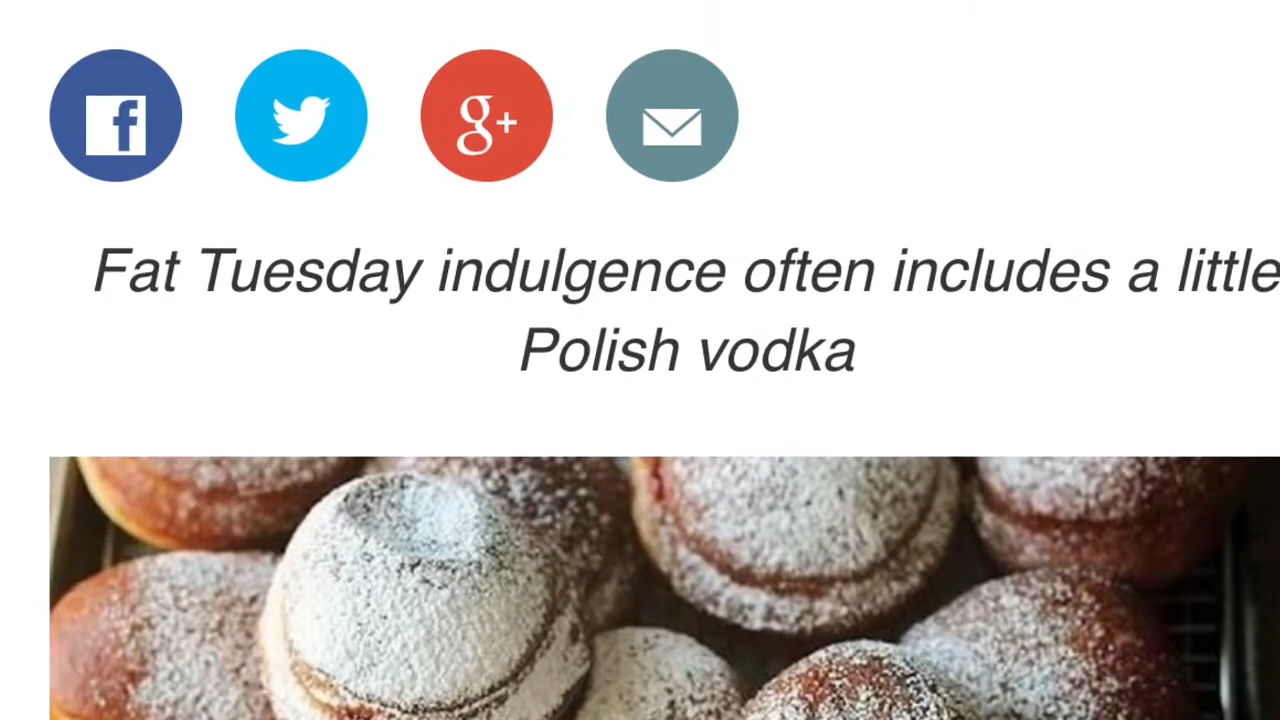 f
g+
Fat Tuesday indulgence often includes a little
Polish vodka